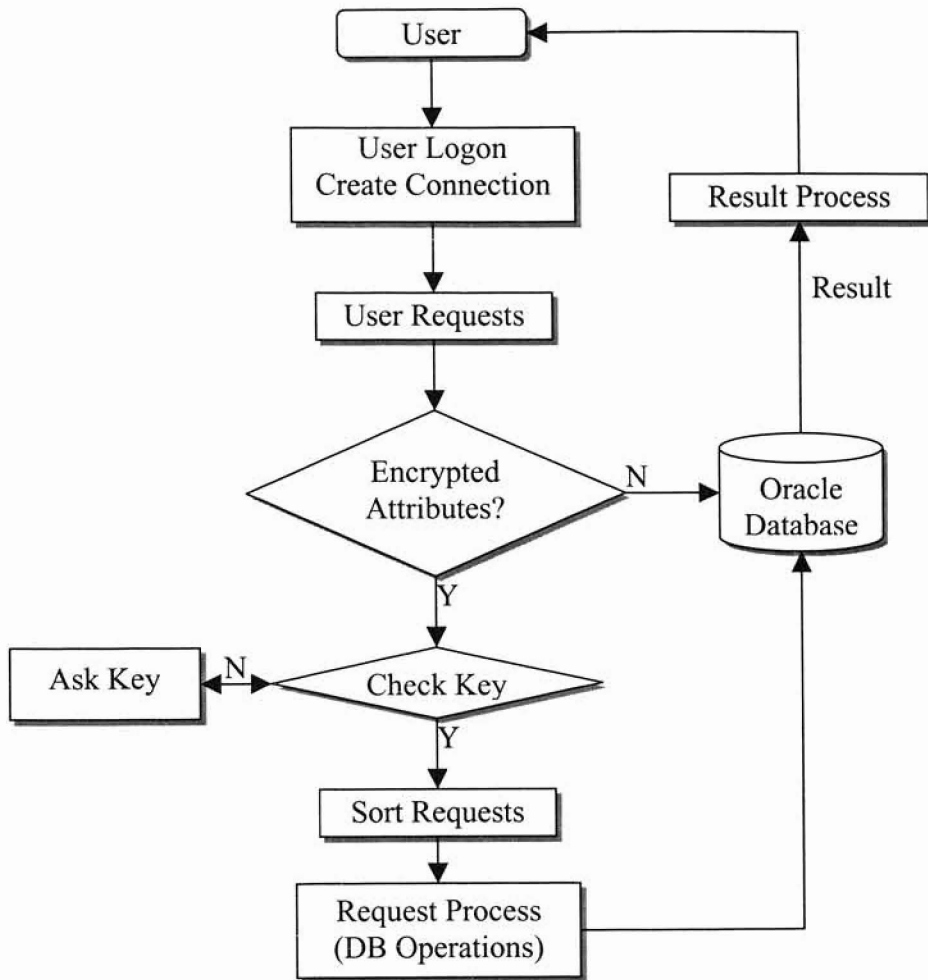 User
User Logon
Create Connection
Result Process
Result
User Requests
Encrypted
Attributes?
N
Oracle
Database
Y
Ask Key
N
Check Key
Y
Sort Requests
Request Process
(DB Operations)